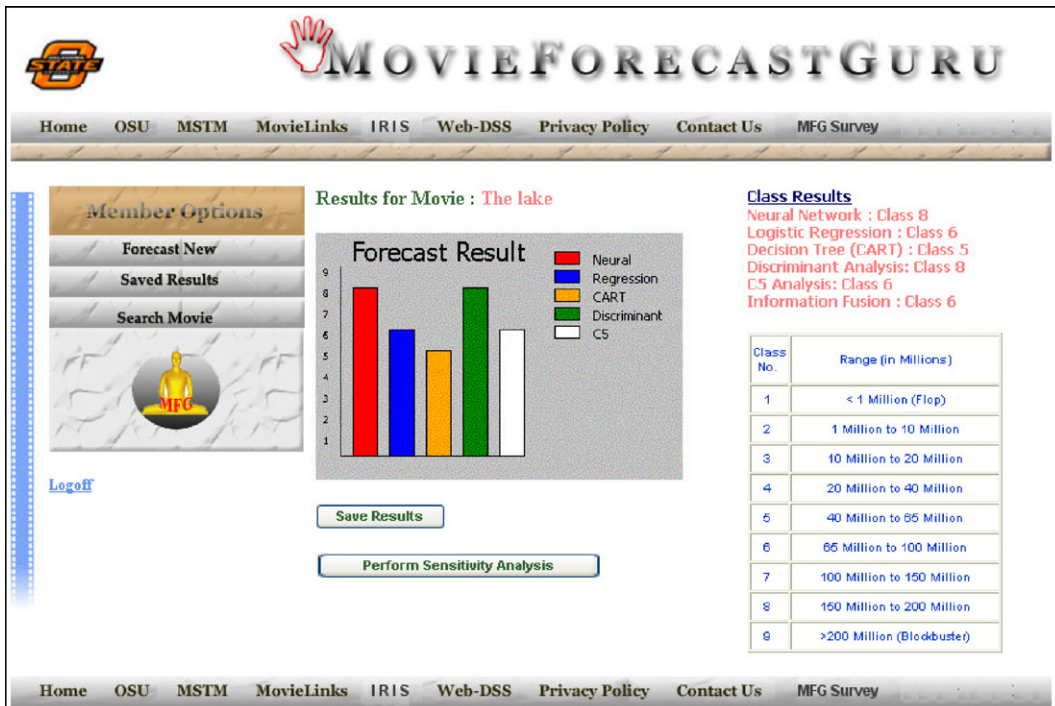 STATE
MOVIEFORECASTGURU
Home OSU MSTM MovieLinks IRIS Web-DSS Privacy Policy Contact Us MFG Survey
Member Options
Forecast New
Saved Results
Search Movie
MFG
Logoff
Results for Movie : The lake
Forecast Result
9
8
7
6
5
4
3
2
1
Neural
Regression
CART
Discriminant
C5
Save Results
Perform Sensitivity Analysis
Class Results
Neural Network : Class 8
Logistic Regression : Class 6
Decision Tree (CART) : Class 5
Discriminant Analysis: Class 8
C5 Analysis: Class 6
Information Fusion : Class 6
Class No. Range (in Millions)
1 < 1 Million (Flop)
2 1 Million to 10 Million
3 10 Million to 20 Million
4 20 Million to 40 Million
5 40 Million to 65 Million
6 65 Million to 100 Million
7 100 Million to 150 Million
8 150 Million to 200 Million
9 >200 Million (Blockbuster)
Home OSU MSTM MovieLinks IRIS Web-DSS Privacy Policy Contact Us MFG Survey